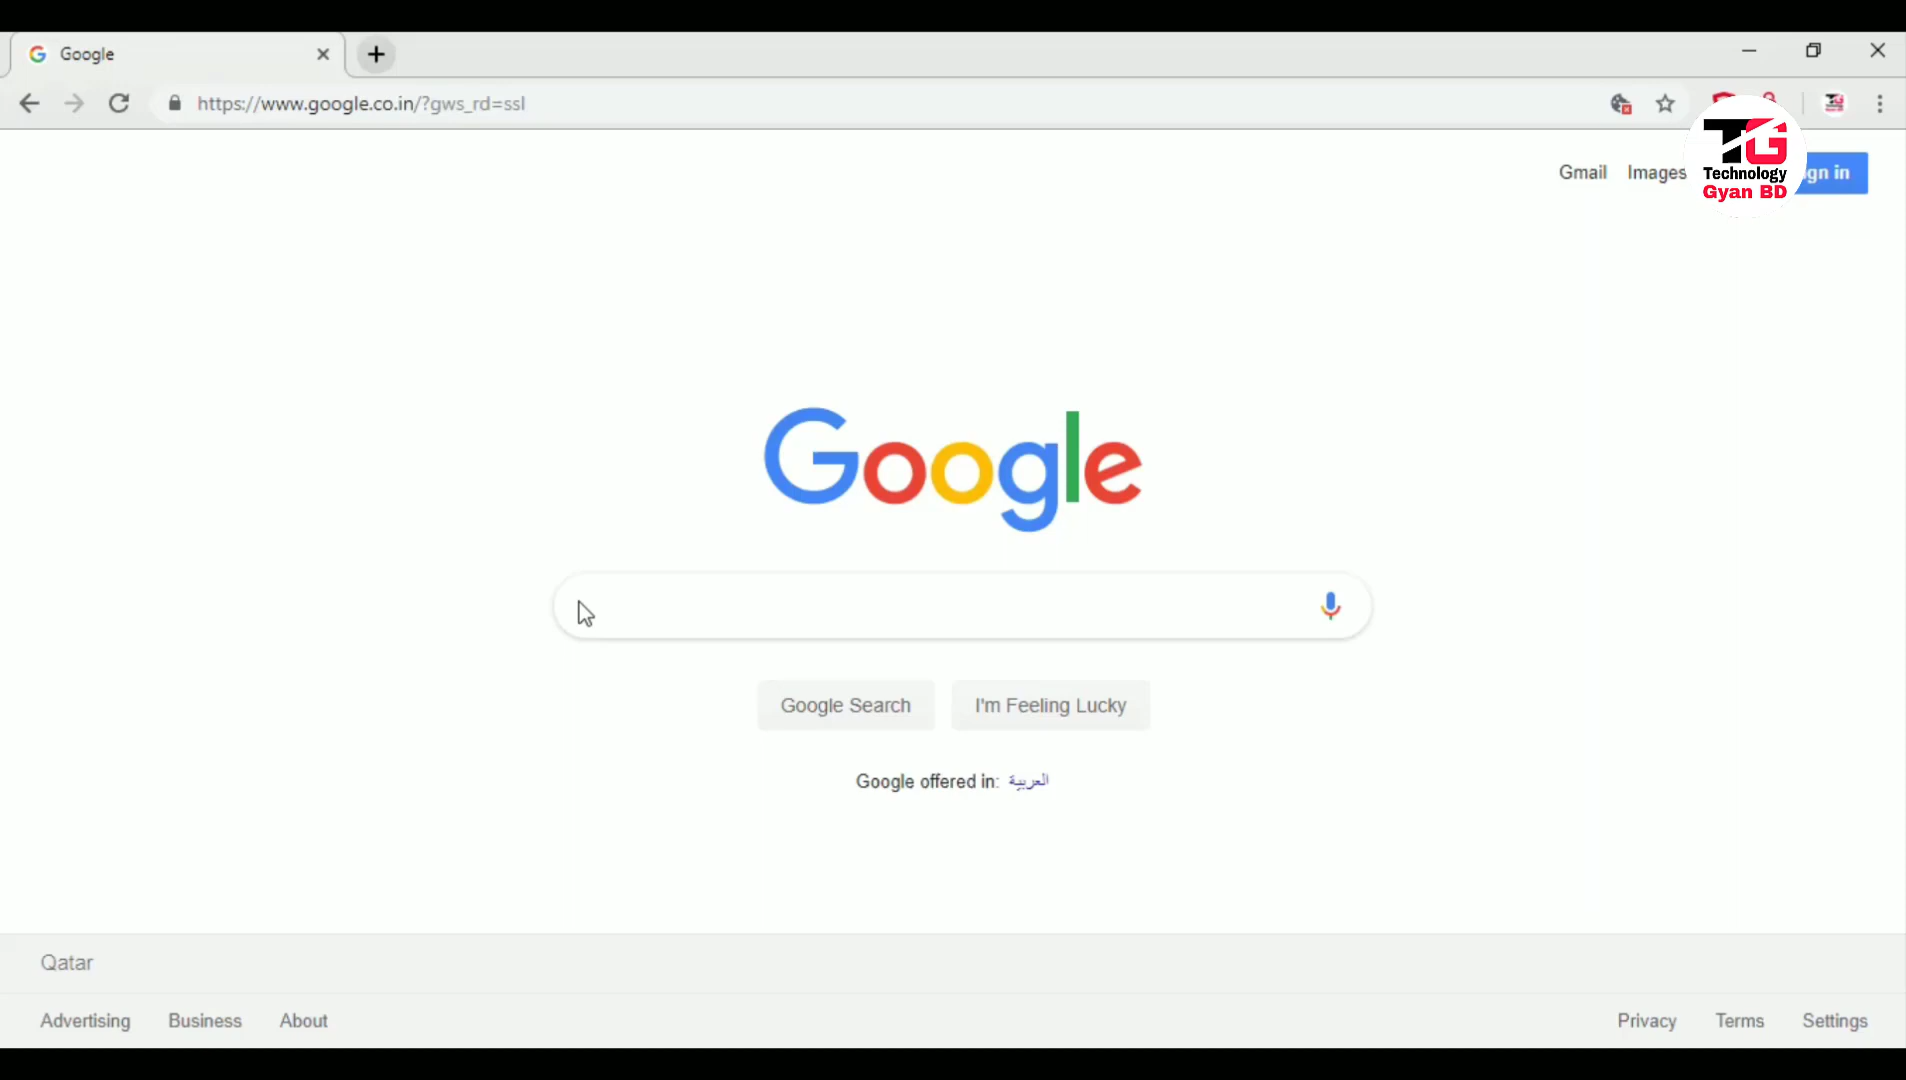 Google
https://www.google.co.in/?gws_rd=ssl
Gmail Images gn in
TG
Technology
Gyan BD
Google
Google Search I'm Feeling Lucky
Google offered in: العربية
Qatar
Advertising Business About Privacy Terms Settings